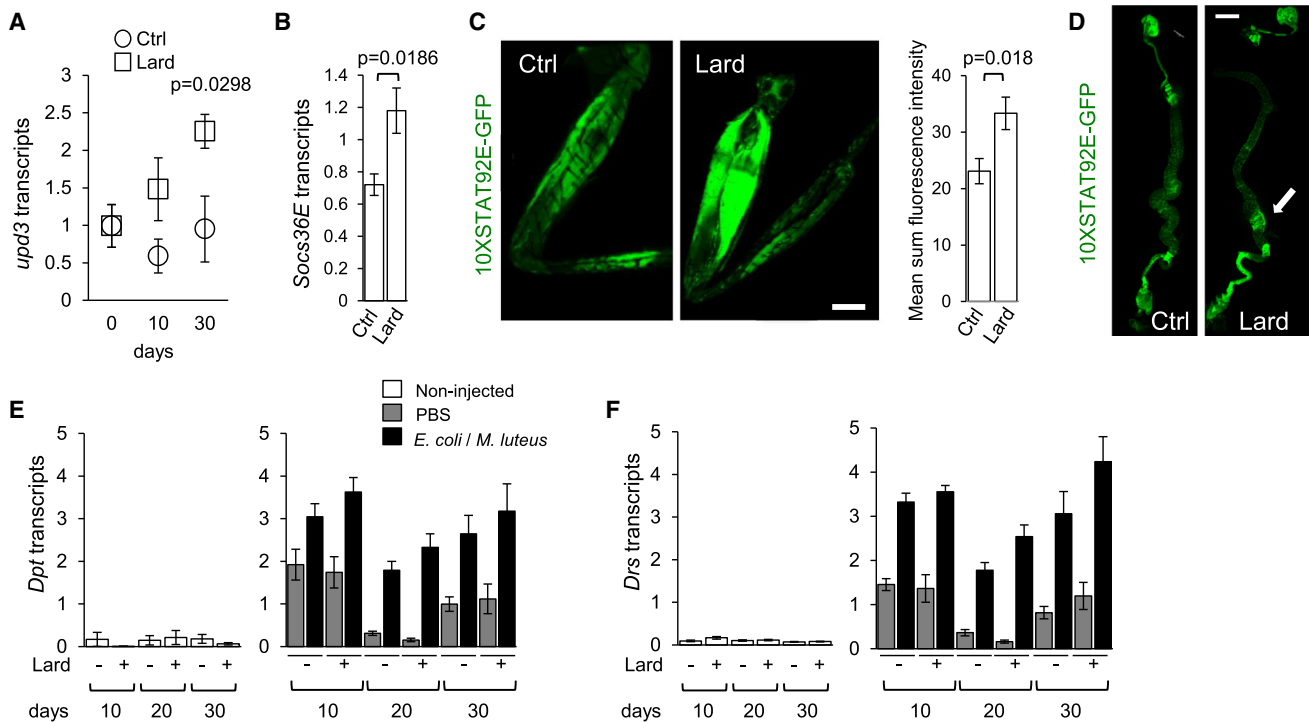 A
Ctrl
Lard
p=0.0298
3
2.5
2
1.5
1
0.5
0
upd3 transcripts
0 10 30
days
B
p=0.0186
1.4
1.2
1.0
0.8
0.6
0.4
0.2
0
Socs36E transcripts
Ctrl
Lard
C
10XSTAT92E-GFP
Ctrl
Lard
p=0.018
40
30
20
10
0
Mean sum fluorescence intensity
Ctrl
Lard
D
10XSTAT92E-GFP
Ctrl
Lard
E
Non-injected
PBS
E. coli / M. luteus
5
4
3
2
1
0
Dpt transcripts
Lard - + - + - +
days 10 20 30
5
4
3
2
1
0
- + - + - +
10 20 30
F
5
4
3
2
1
0
Drs transcripts
Lard - + - + - +
days 10 20 30
5
4
3
2
1
0
- + - + - +
10 20 30